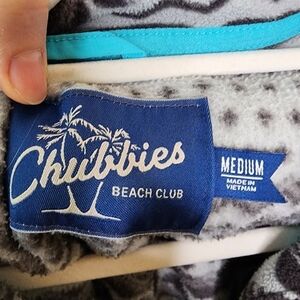 Chubbies
BEACH CLUB
MEDIUM
MADE IN
VIETNAM